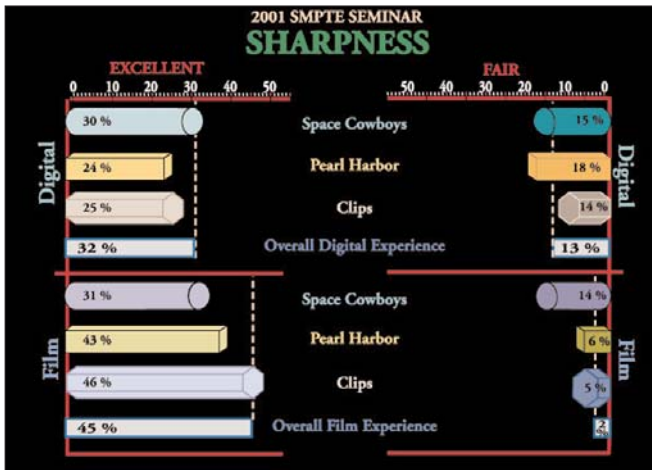 2001 SMPTE SEMINAR
SHARPNESS
EXCELLENT FAIR
0 10 20 30 40 50 50 40 30 20 10 0
Digital
30 % Space Cowboys 15 %
24 % Pearl Harbor 18 %
25 % Clips 14 %
32 % Overall Digital Experience 13 %
Digital
Film
31 % Space Cowboys 14 %
43 % Pearl Harbor 6 %
46 % Clips 5 %
45 % Overall Film Experience 2 %
Film